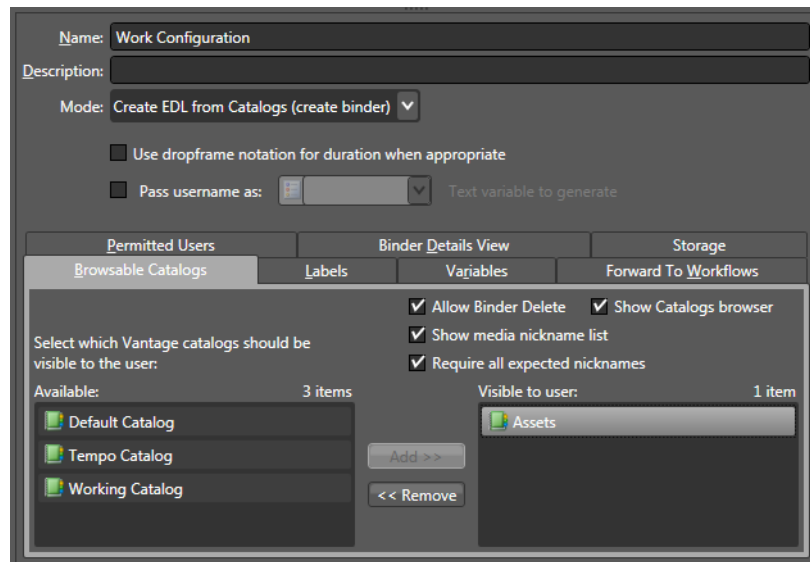 Name: Work Configuration
Description:
Mode: Create EDL from Catalogs (create binder)
Use dropframe notation for duration when appropriate
Pass username as: Text variable to generate
Permitted Users Binder Details View Storage
Browsable Catalogs Labels Variables Forward To Workflows
Allow Binder Delete Show Catalogs browser
Show media nickname list
Select which Vantage catalogs should be
visible to the user:
Require all expected nicknames
Available: 3 items Visible to user: 1 item
Default Catalog Assets
Tempo Catalog Add >>
Working Catalog << Remove